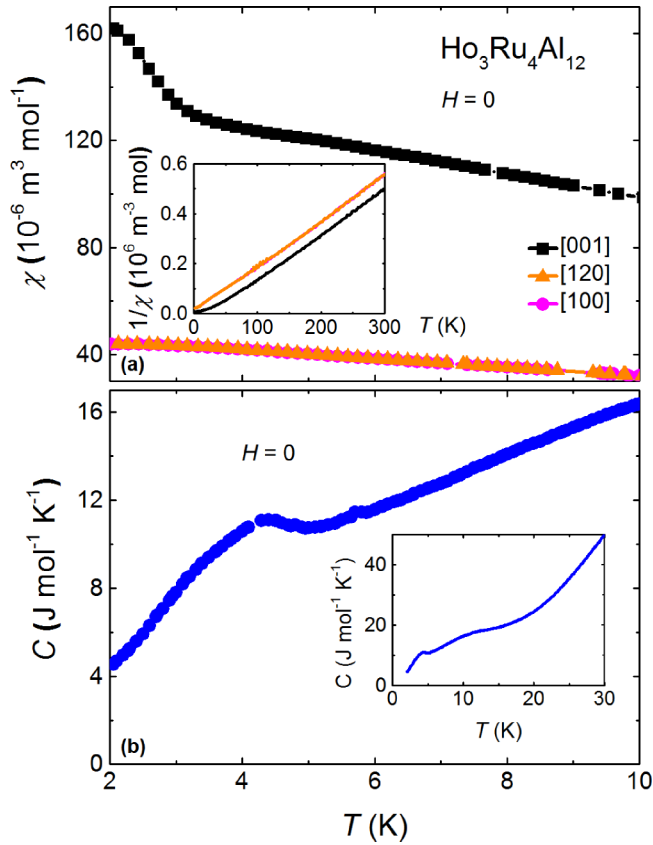 Ho₃Ru₄Al₁₂
H = 0
160
120
80
40
χ (10⁻⁶ m³ mol⁻¹)
0.6
0.4
0.2
0.0
1/χ (10⁶ m⁻³ mol)
0 100 200 300
T (K)
[001]
[120]
[100]
(a)
H = 0
16
12
8
4
0
C (J mol⁻¹ K⁻¹)
40
20
0
C (J mol⁻¹ K⁻¹)
0 10 20 30
T (K)
(b)
2 4 6 8 10
T (K)